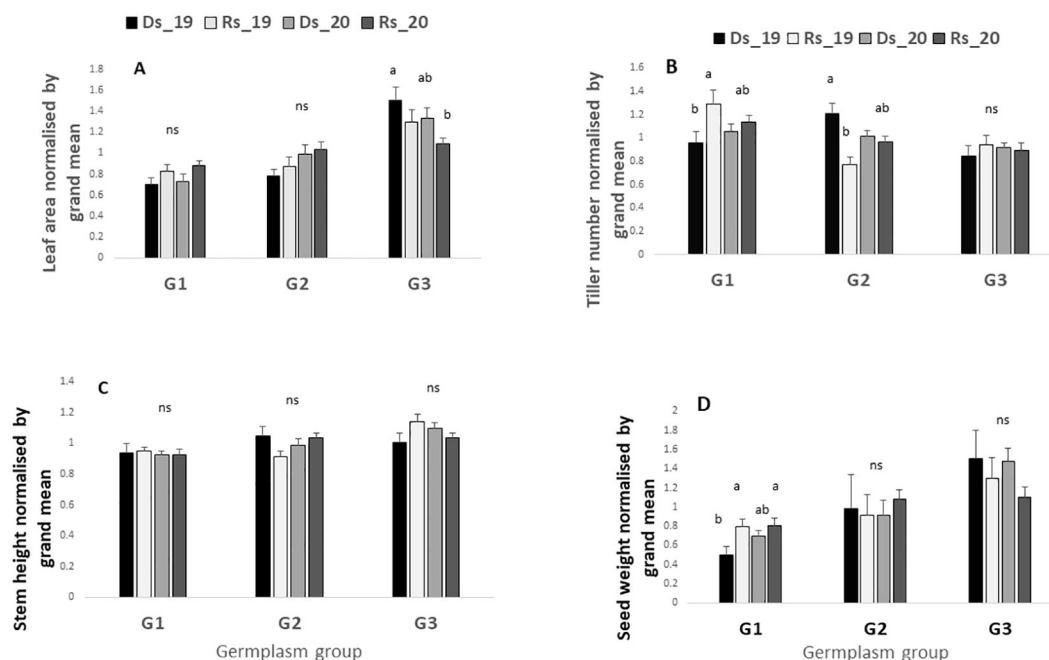 Ds_19 Rs_19 Ds_20 Rs_20
A
Leaf area normalised by
grand mean
1.8
1.6
1.4
1.2
1
0.8
0.6
0.4
0.2
0
ns
ns
a ab b
G1 G2 G3
Ds_19 Rs_19 Ds_20 Rs_20
B
Tiller number normalised by
grand mean
1.6
1.4
1.2
1
0.8
0.6
0.4
0.2
0
b a ab
a b ab
ns
G1 G2 G3
C
Stem height normalised by
grand mean
1.4
1.2
1
0.8
0.6
0.4
0.2
0
ns
ns
ns
G1 G2 G3
Germplasm group
D
Seed weight normalised by
grand mean
2
1.8
1.6
1.4
1.2
1
0.8
0.6
0.4
0.2
0
b a ab a
ns
ns
G1 G2 G3
Germplasm group